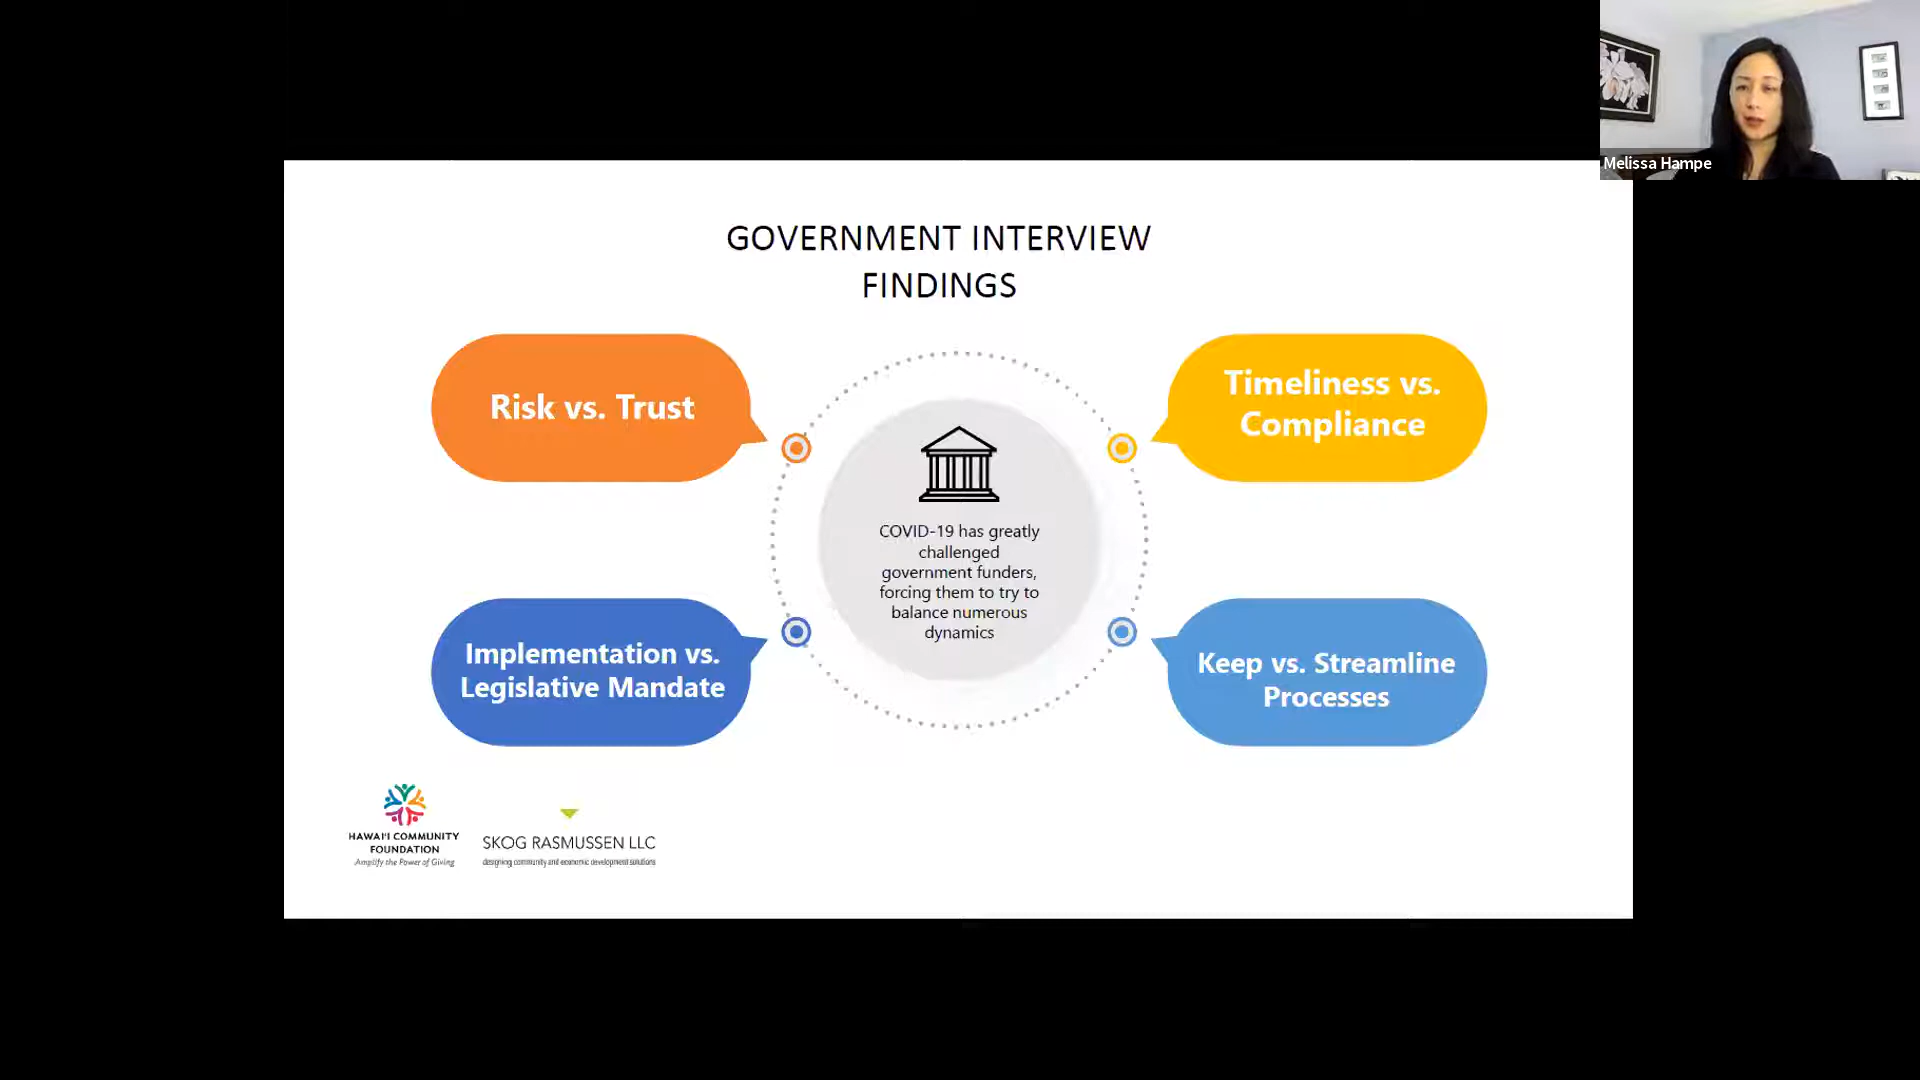 Melissa Hampe
GOVERNMENT INTERVIEW
FINDINGS
Risk vs. Trust
Timeliness vs.
Compliance
COVID-19 has greatly
challenged
government funders,
forcing them to try to
balance numerous
dynamics
Implementation vs.
Legislative Mandate
Keep vs. Streamline
Processes
HAWAI‘I COMMUNITY
FOUNDATION
Amplify the Power of Giving
SKOG RASMUSSEN LLC
designing community and economic development solutions